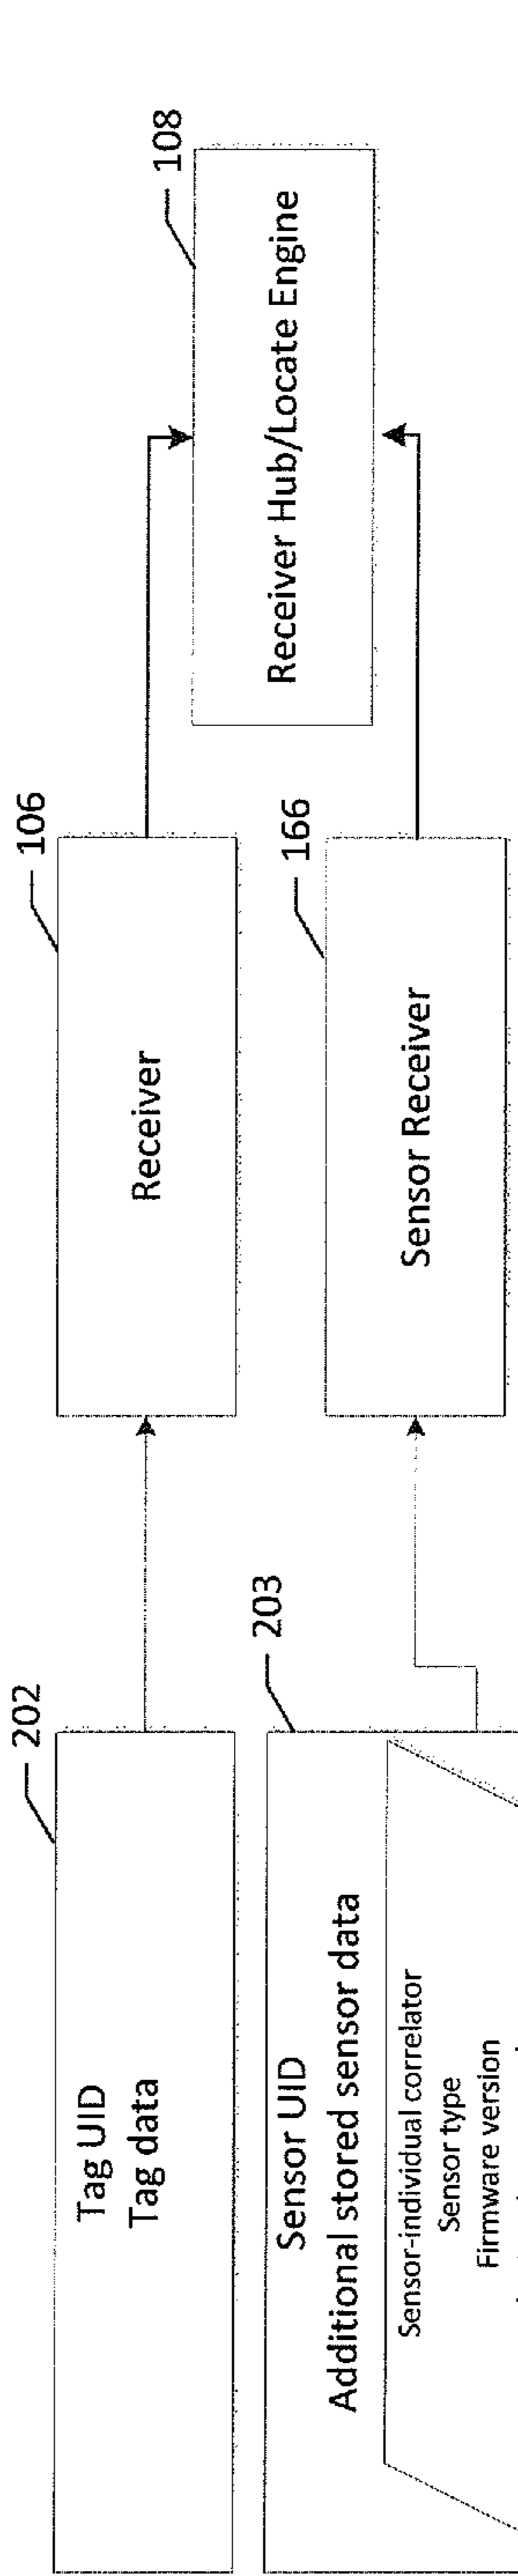 202
Tag UID
Tag data
106
Receiver
108
Receiver Hub/Locate Engine
203
Sensor UID
Additional stored sensor data
Sensor-individual correlator
Sensor type
Firmware version
166
Sensor Receiver